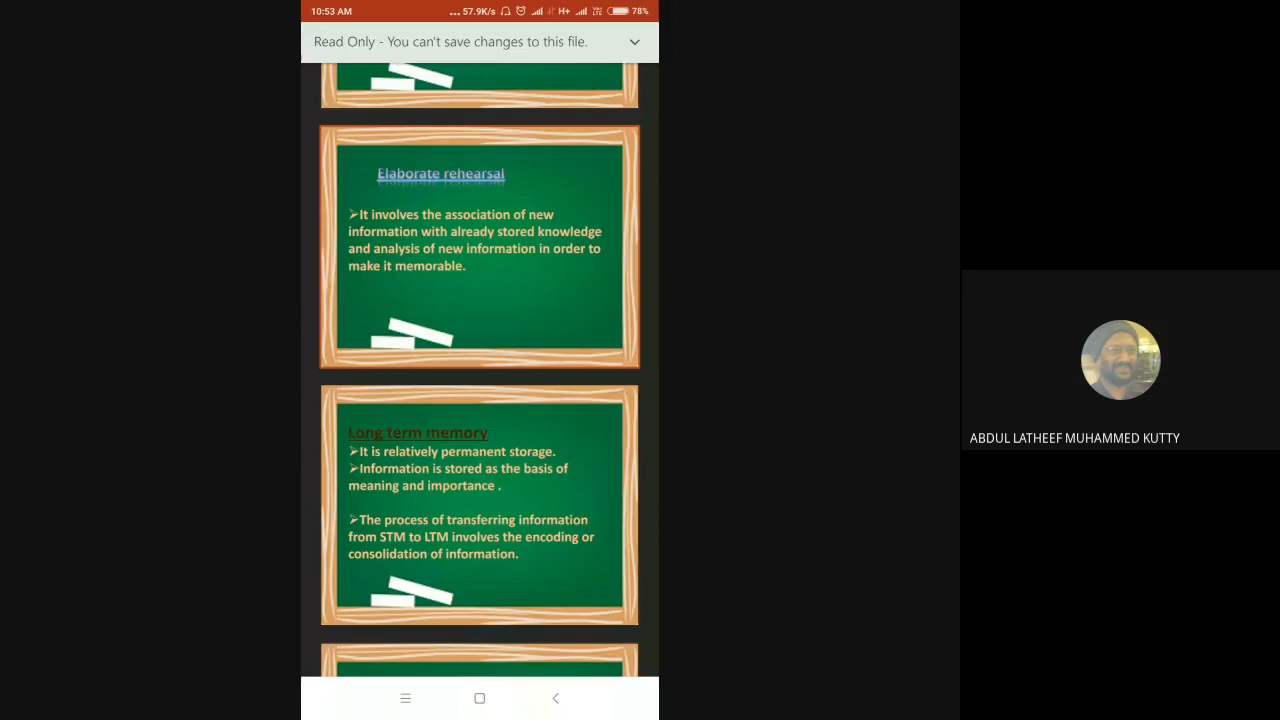 10:53 AM
... 57.9K/s H+ VoLTE 78%
Read Only - You can't save changes to this file.
Elaborate rehearsal
➢It involves the association of new
information with already stored knowledge
and analysis of new information in order to
make it memorable.
Long term memory
➢It is relatively permanent storage.
➢Information is stored as the basis of
meaning and importance .
➢The process of transferring information
from STM to LTM involves the encoding or
consolidation of information.
ABDUL LATHEEF MUHAMMED KUTTY